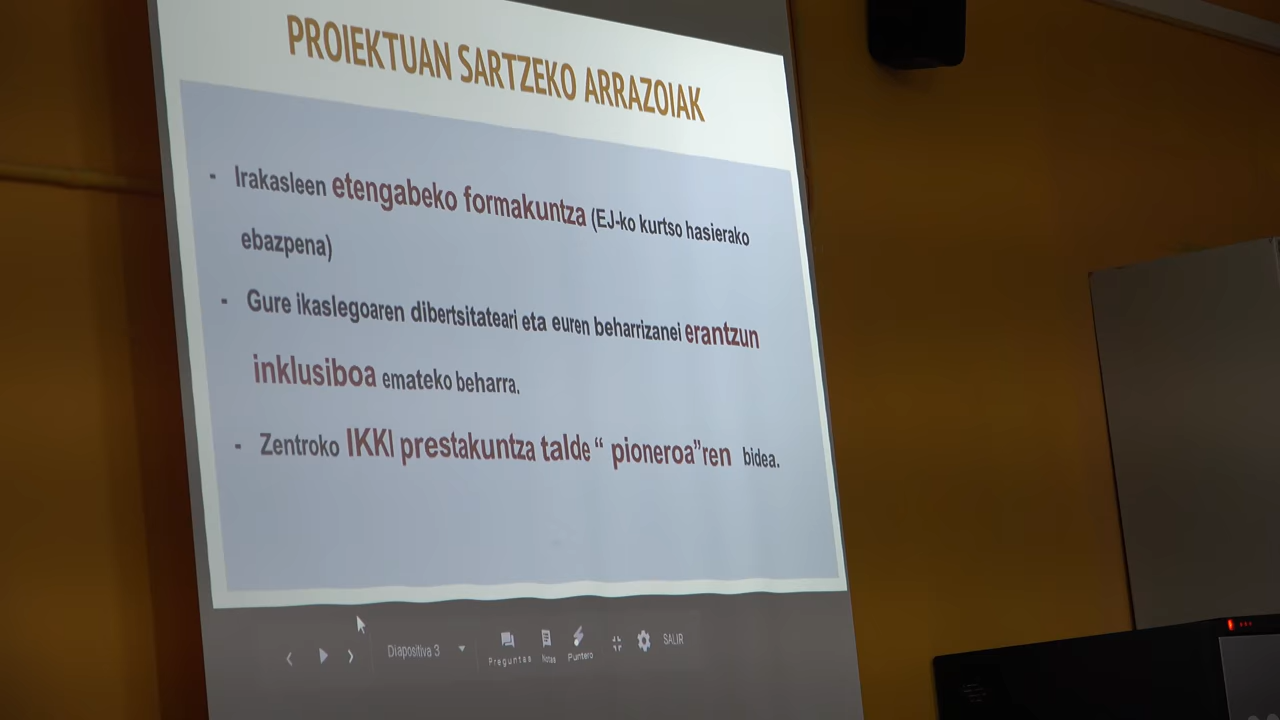 PROIEKTUAN SARTZEKO ARRAZOIAK
- Irakasleen etengabeko formakuntza (EJ-ko kurtso hasierako
ebazpena)
- Gure ikaslegoaren dibertsitateari eta euren beharrizanei erantzun
inklusiboa emateko beharra.
- Zentroko IKKI prestakuntza talde “ pioneroa”ren bidea.
Diapositiva 3
Preguntas Notas Puntero SALIR